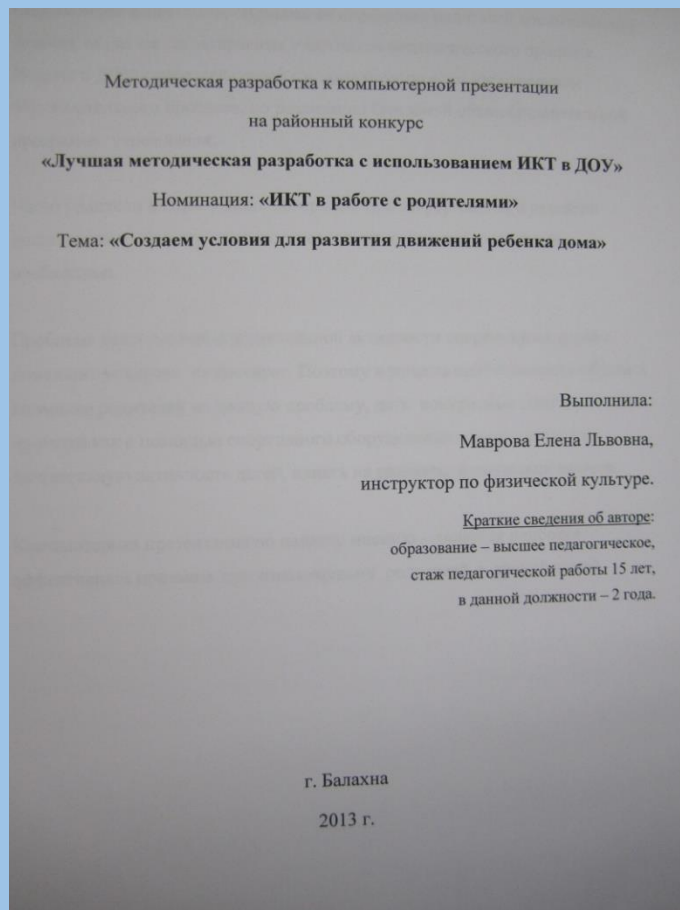 Методическая разработка к компьютерной презентации
на районный конкурс
«Лучшая методическая разработка с использованием ИКТ в ДОУ»
Номинация: «ИКТ в работе с родителями»
Тема: «Создаем условия для развития движений ребенка дома»
Выполнила:
Маврова Елена Львовна,
инструктор по физической культуре.
Краткие сведения об авторе:
образование – высшее педагогическое,
стаж педагогической работы 15 лет,
в данной должности – 2 года.
г. Балахна
2013 г.